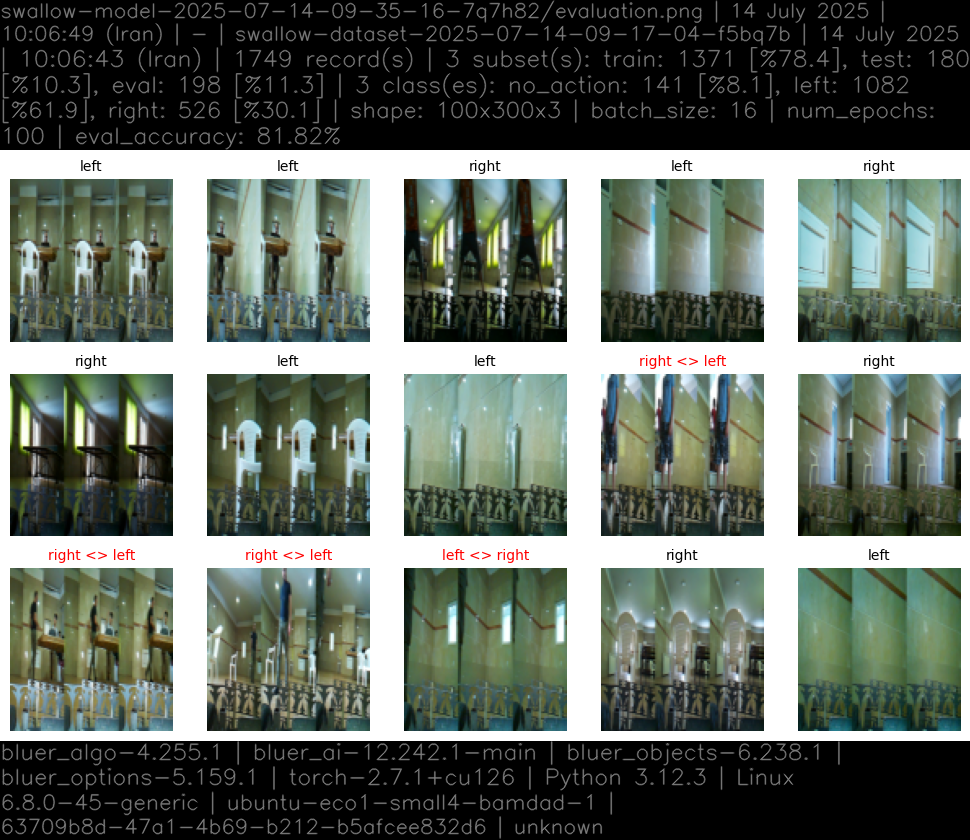 swallow-model-2025-07-14-09-35-16-7q7h82/evaluation.png | 14 July 2025 |
10:06:49 (Iran) | - | swallow-dataset-2025-07-14-09-17-04-f5bq7b | 14 July 2025
| 10:06:43 (Iran) | 1749 record(s) | 3 subset(s): train: 1371 [%78.4], test: 180
[%10.3], eval: 198 [%11.3] | 3 class(es): no_action: 141 [%8.1], left: 1082
[%61.9], right: 526 [%30.1] | shape: 100x300x3 | batch_size: 16 | num_epochs:
100 | eval_accuracy: 81.82%
left left right left right
right left left right <> left right
right <> left right <> left left <> right right left
bluer_algo-4.255.1 | bluer_ai-12.242.1-main | bluer_objects-6.238.1 |
bluer_options-5.159.1 | torch-2.7.1+cu126 | Python 3.12.3 | Linux
6.8.0-45-generic | ubuntu-eco1-small4-bamdad-1 |
63709b8d-47a1-4b69-b212-b5afcee832d6 | unknown